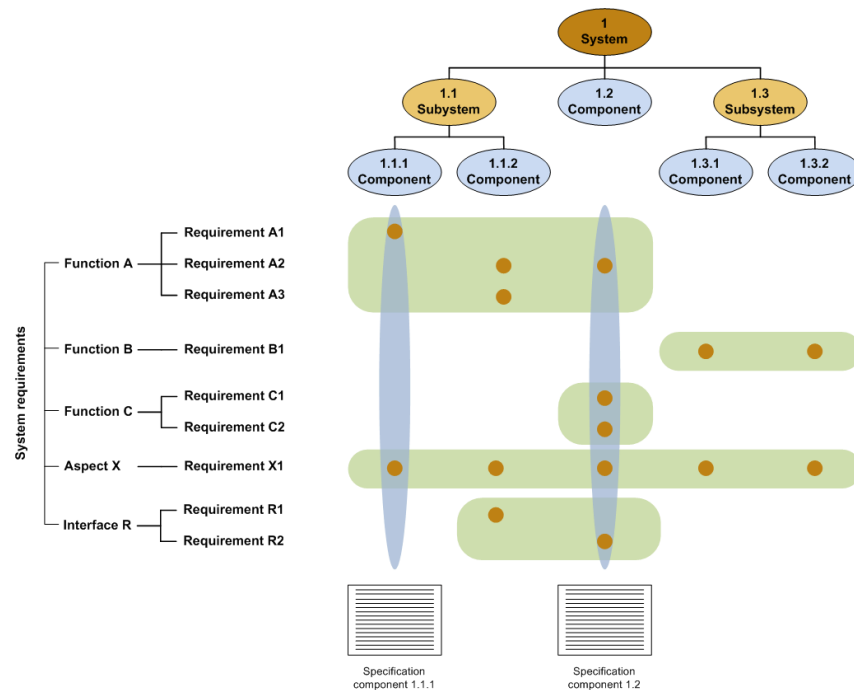 1
System
1.1
Subystem
1.2
Component
1.3
Subsystem
1.1.1
Component
1.1.2
Component
1.3.1
Component
1.3.2
Component
System requirements
Function A
Requirement A1
Requirement A2
Requirement A3
Function B
Requirement B1
Function C
Requirement C1
Requirement C2
Aspect X
Requirement X1
Interface R
Requirement R1
Requirement R2
Specification
component 1.1.1
Specification
component 1.2